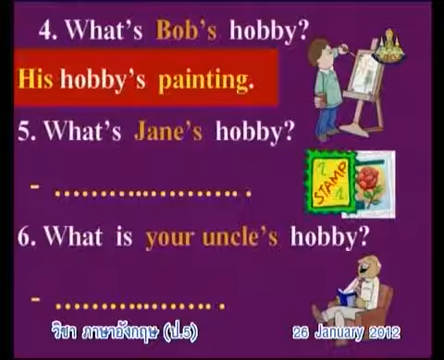 4. What's Bob's hobby?
His hobby's painting.
5. What's Jane's hobby?
- ........................ .
STAMP
6. What is your uncle's hobby?
- ..................... .
วิชา ภาษาอังกฤษ (ป.5)
26 January 2012